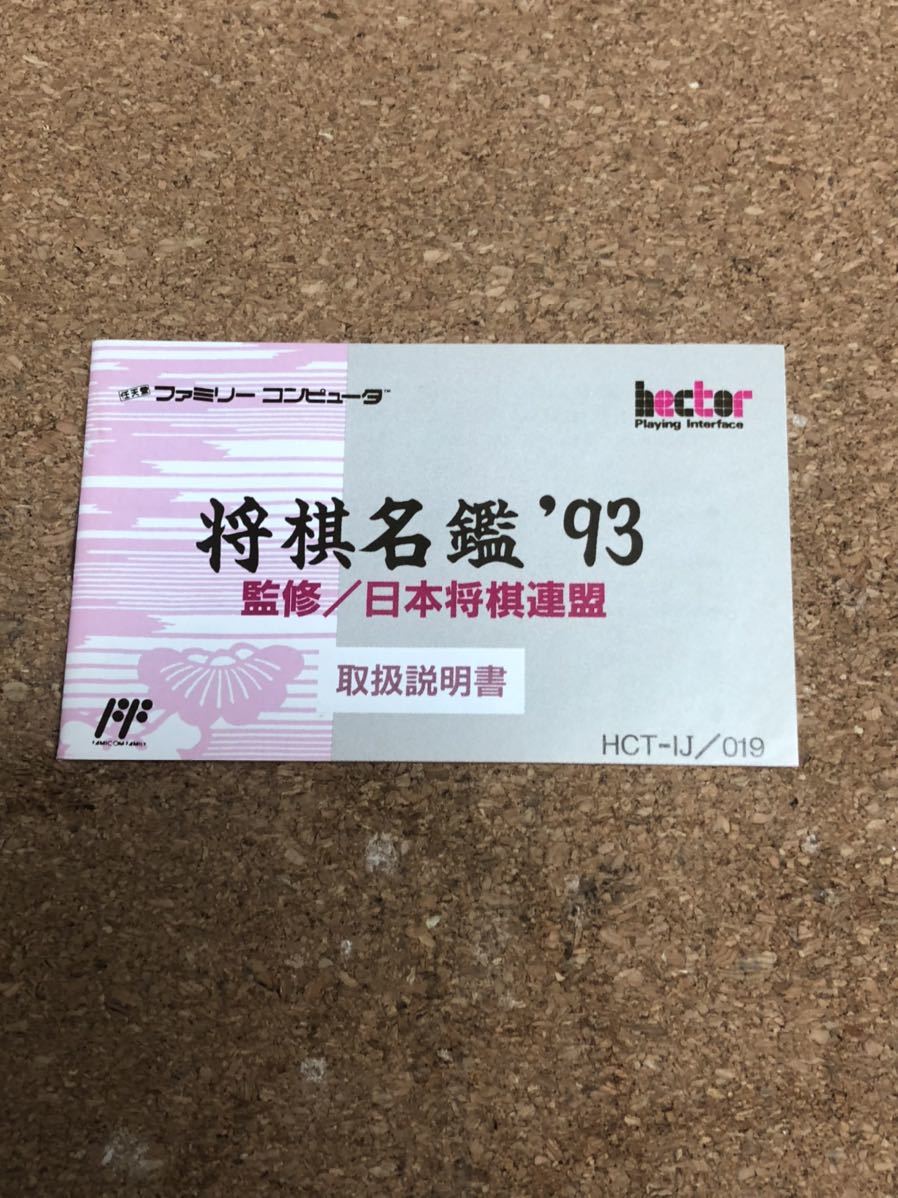 任天堂 ファミリー コンピュータ™
hector
Playing Interface
将棋名鑑 '93
監修／日本将棋連盟
取扱説明書
FAMICOM FAMILY
HCT-IJ／019